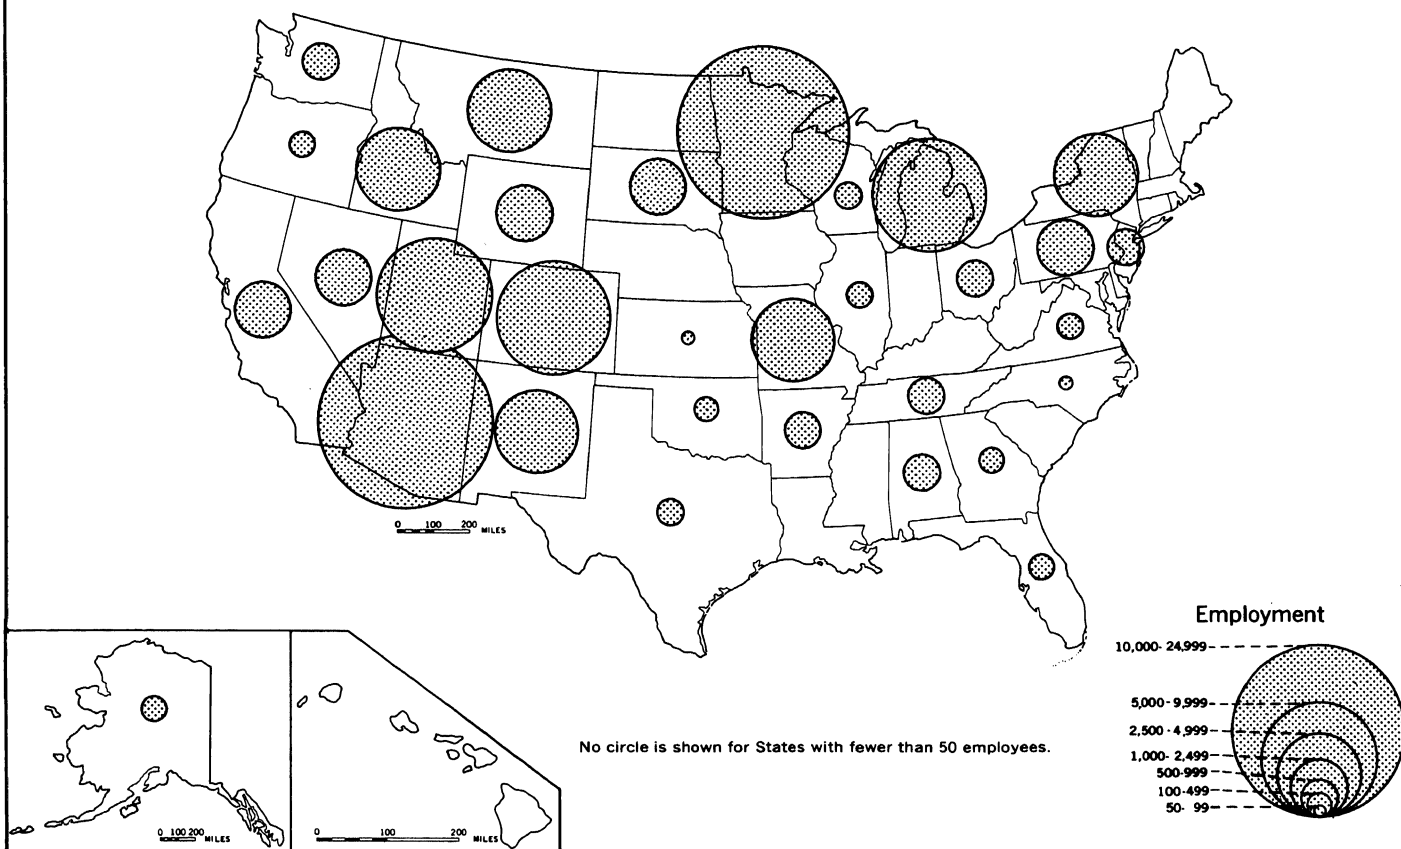 0 100 200 MILES
Employment
10,000-24,999
5,000-9,999
2,500-4,999
1,000-2,499
500-999
100-499
50-99
No circle is shown for States with fewer than 50 employees.
0 100 200 MILES
0 100 200 MILES